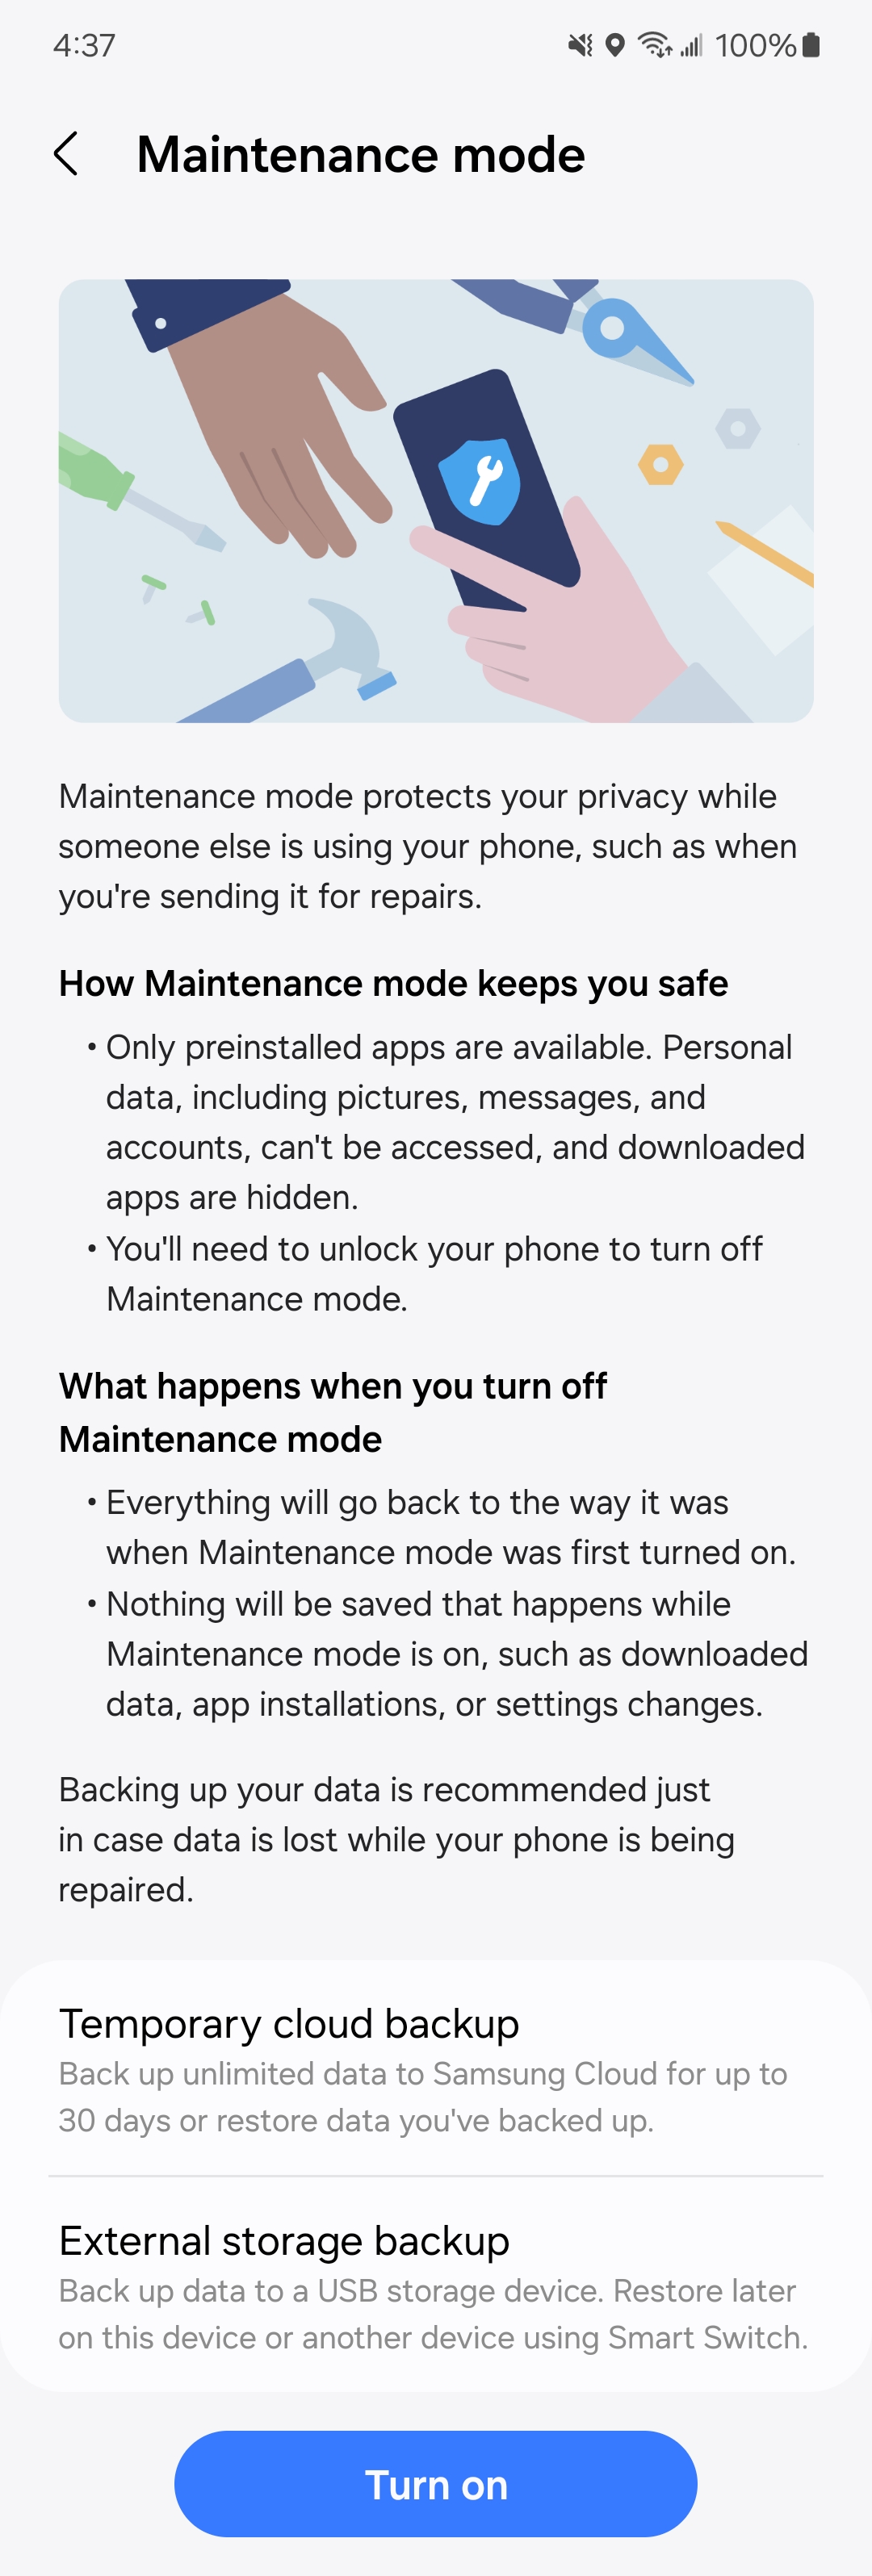 4:37
100%
Maintenance mode
Maintenance mode protects your privacy while
someone else is using your phone, such as when
you're sending it for repairs.
How Maintenance mode keeps you safe
• Only preinstalled apps are available. Personal
data, including pictures, messages, and
accounts, can't be accessed, and downloaded
apps are hidden.
• You'll need to unlock your phone to turn off
Maintenance mode.
What happens when you turn off
Maintenance mode
• Everything will go back to the way it was
when Maintenance mode was first turned on.
• Nothing will be saved that happens while
Maintenance mode is on, such as downloaded
data, app installations, or settings changes.
Backing up your data is recommended just
in case data is lost while your phone is being
repaired.
Temporary cloud backup
Back up unlimited data to Samsung Cloud for up to
30 days or restore data you've backed up.
External storage backup
Back up data to a USB storage device. Restore later
on this device or another device using Smart Switch.
Turn on